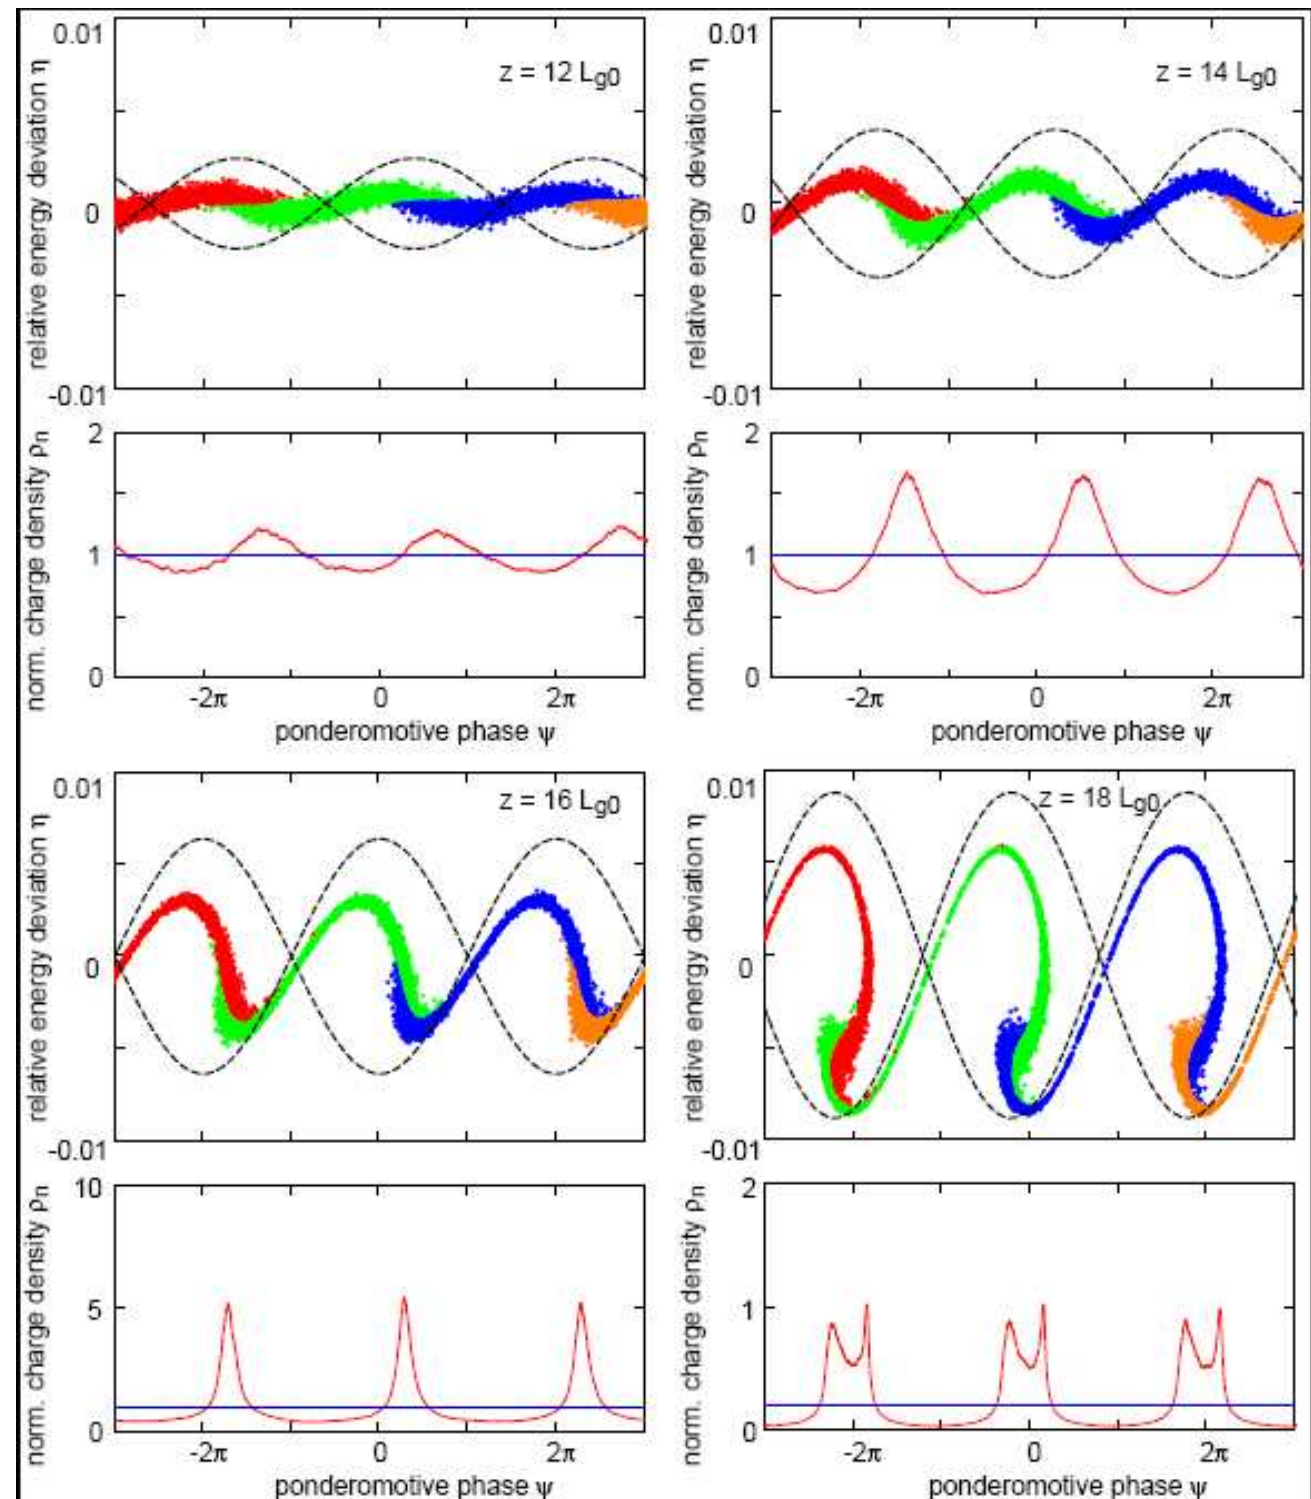 0.01
z = 12 Lg0
relative energy deviation η
0
-0.01
2
norm. charge density ρn
1
0
-2π 0 2π
ponderomotive phase ψ
0.01
z = 14 Lg0
relative energy deviation η
0
-0.01
2
norm. charge density ρn
1
0
-2π 0 2π
ponderomotive phase ψ
0.01
z = 16 Lg0
relative energy deviation η
0
-0.01
10
norm. charge density ρn
5
0
-2π 0 2π
ponderomotive phase ψ
0.01
z = 18 Lg0
relative energy deviation η
0
-0.01
2
norm. charge density ρn
1
0
-2π 0 2π
ponderomotive phase ψ